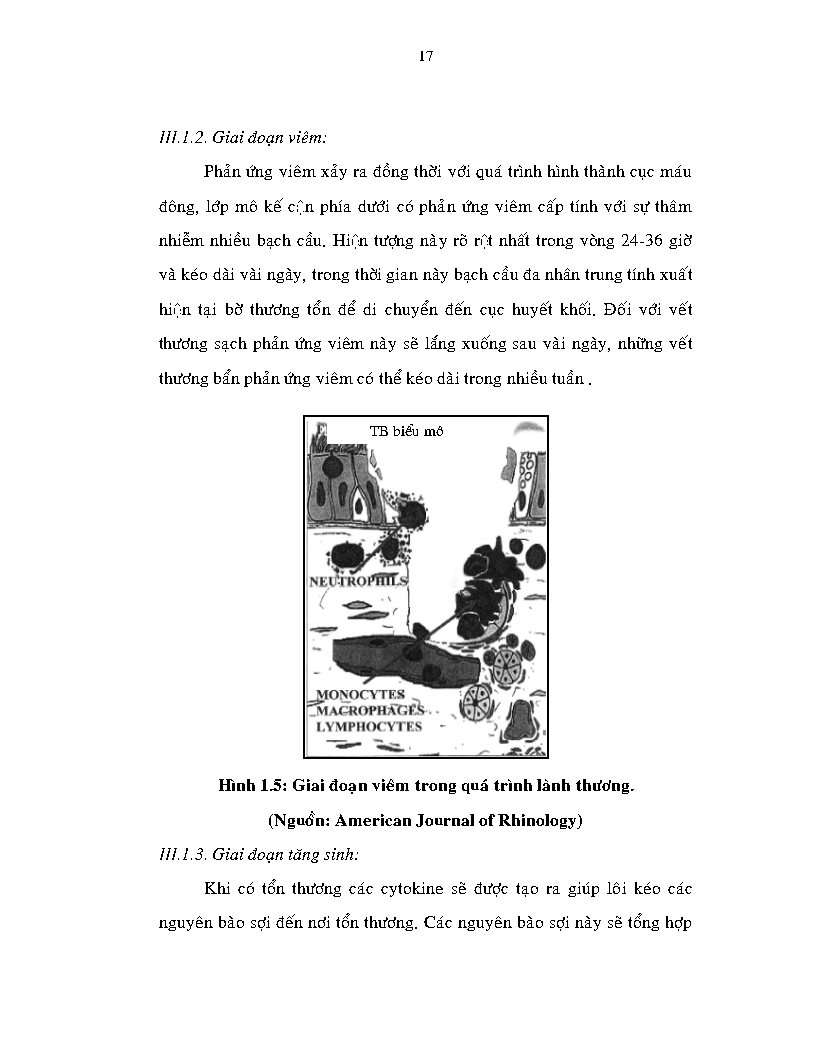 17
III.1.2. Giai đoạn viêm:
Phản ứng viêm xảy ra đồng thời với quá trình hình thành cục máu
đông, lớp mô kế cận phía dưới có phản ứng viêm cấp tính với sự thâm
nhiễm nhiều bạch cầu. Hiện tượng này rõ rệt nhất trong vòng 24-36 giờ
và kéo dài vài ngày, trong thời gian này bạch cầu đa nhân trung tính xuất
hiện tại bờ thương tổn để di chuyển đến cục huyết khối. Đối với vết
thương sạch phản ứng viêm này sẽ lắng xuống sau vài ngày, những vết
thương bẩn phản ứng viêm có thể kéo dài trong nhiều tuần .
E
TB biểu mô
NEUTROPHILS
MONOCYTES
MACROPHAGES
LYMPHOCYTES
Hình 1.5: Giai đoạn viêm trong quá trình lành thương.
(Nguồn: American Journal of Rhinology)
III.1.3. Giai đoạn tăng sinh:
Khi có tổn thương các cytokine sẽ được tạo ra giúp lôi kéo các
nguyên bào sợi đến nơi tổn thương. Các nguyên bào sợi này sẽ tổng hợp